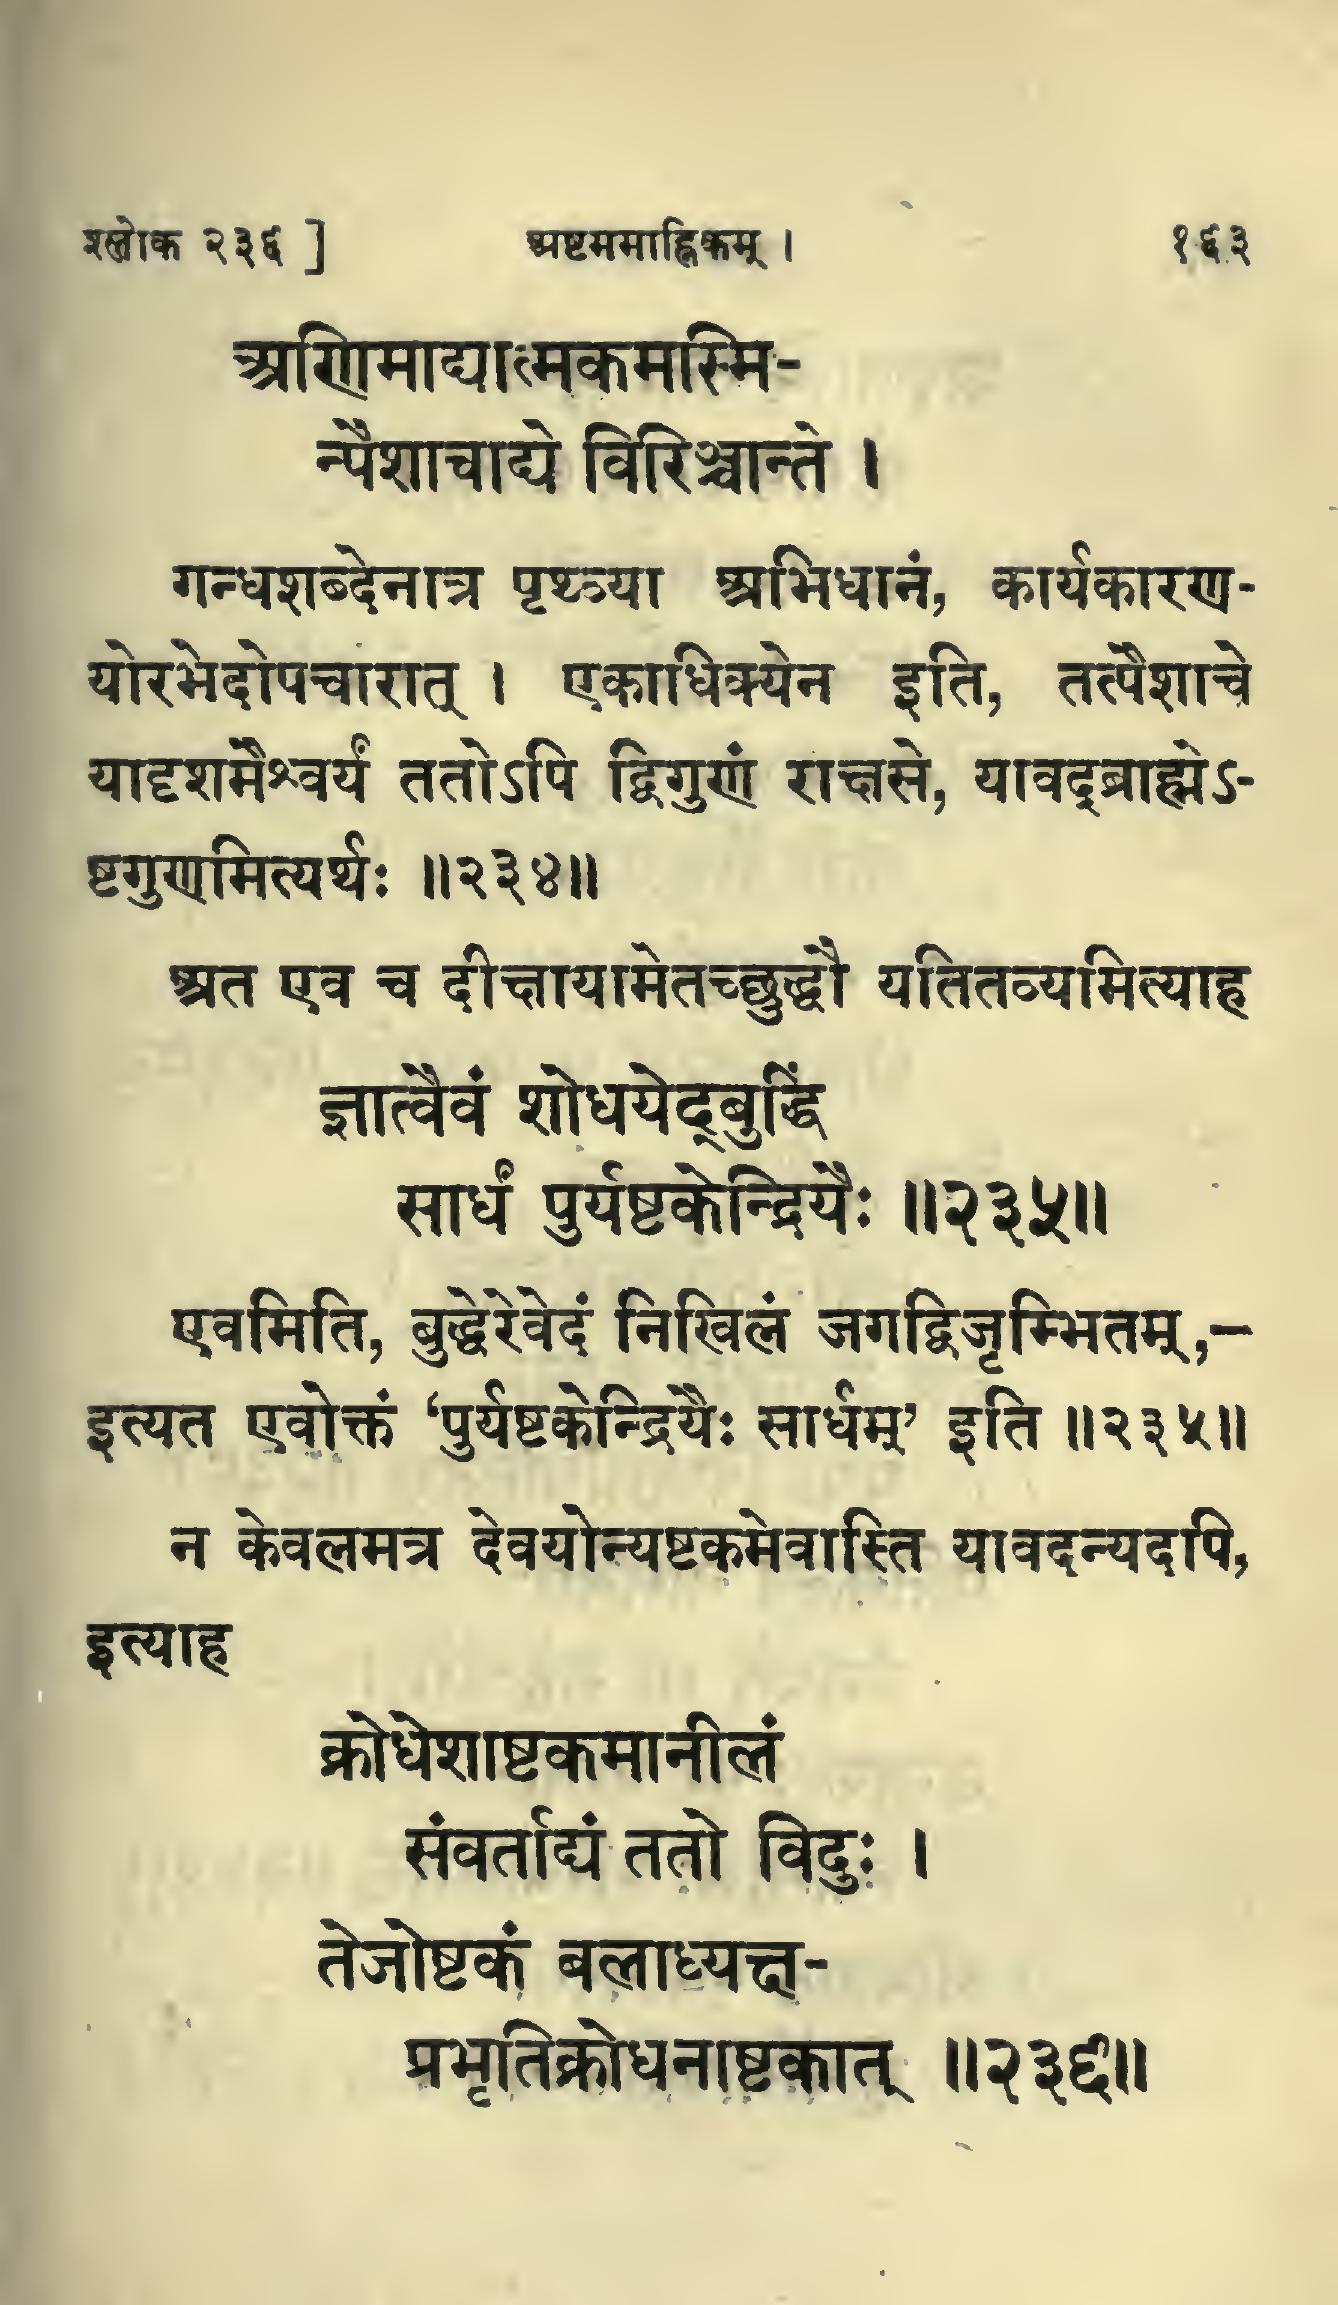 श्लोक २३६ ]
अष्टममाह्निकम् ।
१६३
अणिमाद्यात्मकमस्मि-
न्पैशाचाद्ये विरिञ्चान्ते ।
गन्धशब्देनात्र पृथ्व्या अभिधानं, कार्यकारण-
योरभेदोपचारात् । एकाधिक्येन इति, तत्पैशाचे
यादृशमैश्वर्यं ततोऽपि द्विगुणं राक्षसे, यावद्ब्राह्मेऽ-
ष्टगुणमित्यर्थः ॥२३४॥
अत एव च दीक्षायामेतच्छुद्धौ यतितव्यमित्याह
ज्ञात्वैवं शोधयेद्बुद्धिं
सार्धं पुर्यष्टकेन्द्रियैः ॥२३५॥
एवमिति, बुद्धेरेवेदं निखिलं जगद्विजृम्भितम्,–
इत्यत एवोक्तं ‘पुर्यष्टकेन्द्रियैः सार्धम्’ इति ॥२३५॥
न केवलमत्र देवयोन्यष्टकमेवास्ति यावदन्यदपि,
इत्याह
क्रोधेशाष्टकमानीलं
संवर्ताद्यं ततो विदुः ।
तेजोष्टकं बलाध्यक्ष-
प्रभृतिक्रोधनाष्टकात् ॥२३६॥